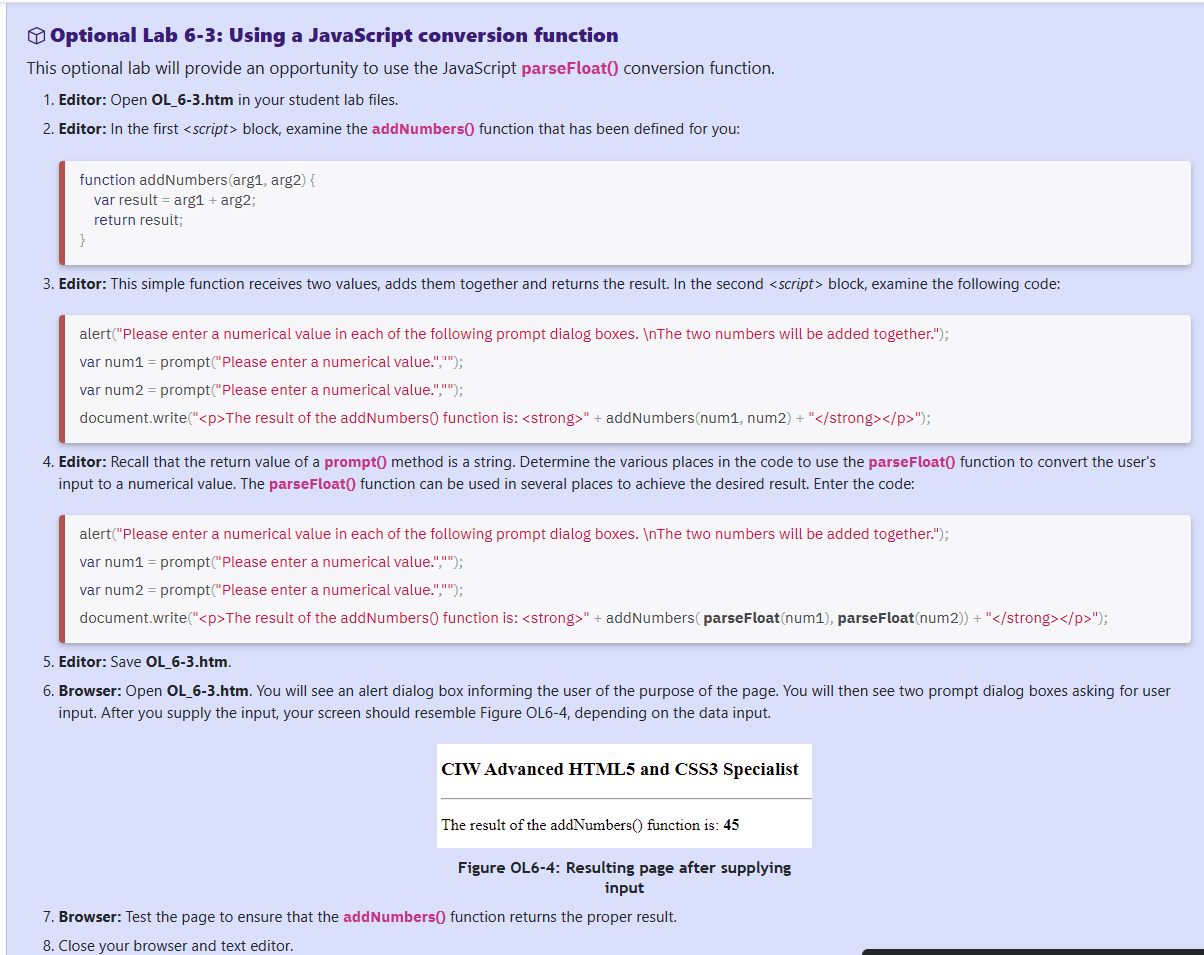 Optional Lab 6-3: Using a JavaScript conversion function
This optional lab will provide an opportunity to use the JavaScript parseFloat() conversion function.
1. Editor: Open OL_6-3.htm in your student lab files.
2. Editor: In the first <script> block, examine the addNumbers() function that has been defined for you:
function addNumbers(arg1, arg2) {
var result = arg1 + arg2;
return resuit;
}
3. Editor: This simple function receives two values, adds them together and returns the result. In the second <script> block, examine the following code:
alert("Please enter a numerical value in each of the following prompt dialog boxes. \nThe two numbers will be added together.");
var num1 = prompt("Please enter a numerical value.","");
var num2 = prompt("Please enter a numerical value.","");
document.write("<p>The result of the addNumbers() function is: <strong>" + addNumbers(num1, num2) + "</strong></p>");
4. Editor: Recall that the return value of a prompt() method is a string. Determine the various places in the code to use the parseFloat() function to convert the user's
input to a numerical value. The parseFloat() function can be used in several places to achieve the desired result. Enter the code:
alert("Please enter a numerical value in each of the following prompt dialog boxes. \nThe two numbers will be added together.");
var num1 = prompt("Please enter a numerical value.","");
var num2 = prompt("Please enter a numerical value.","");
document.write("<p>The result of the addNumbers() function is: <strong>" + addNumbers( parseFloat(num1), parseFloat(num2)) + "</strong></p>");
5. Editor: Save OL_6-3.htm.
6. Browser: Open OL_6-3.htm. You will see an alert dialog box informing the user of the purpose of the page. You will then see two prompt dialog boxes asking for user
input. After you supply the input, your screen should resemble Figure OL6-4, depending on the data input.
CIW Advanced HTML5 and CSS3 Specialist
The result of the addNumbers() function is: 45
Figure OL6-4: Resulting page after supplying
input
7. Browser: Test the page to ensure that the addNumbers() function returns the proper result.
8. Close your browser and text editor.